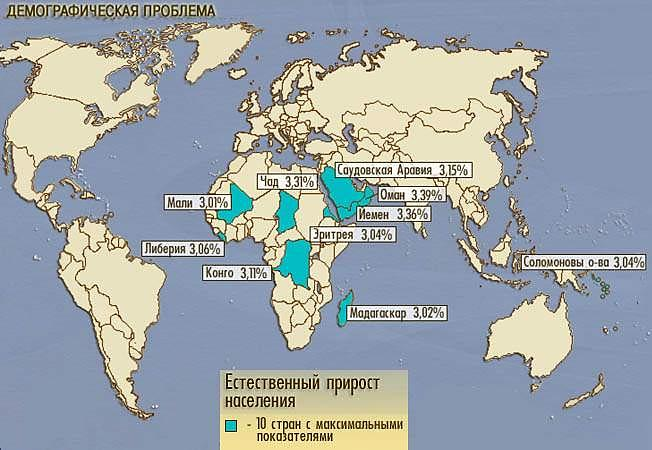 ДЕМОГРАФИЧЕСКАЯ ПРОБЛЕМА
Саудовская Аравия 3,15%
Чад 3,31%
Оман 3,39%
Мали 3,01%
Йемен 3,36%
Эритрея 3,04%
Либерия 3,06%
Соломоновы о-ва 3,04%
Конго 3,11%
Мадагаскар 3,02%
Естественный прирост
населения
- 10 стран с максимальными
показателями